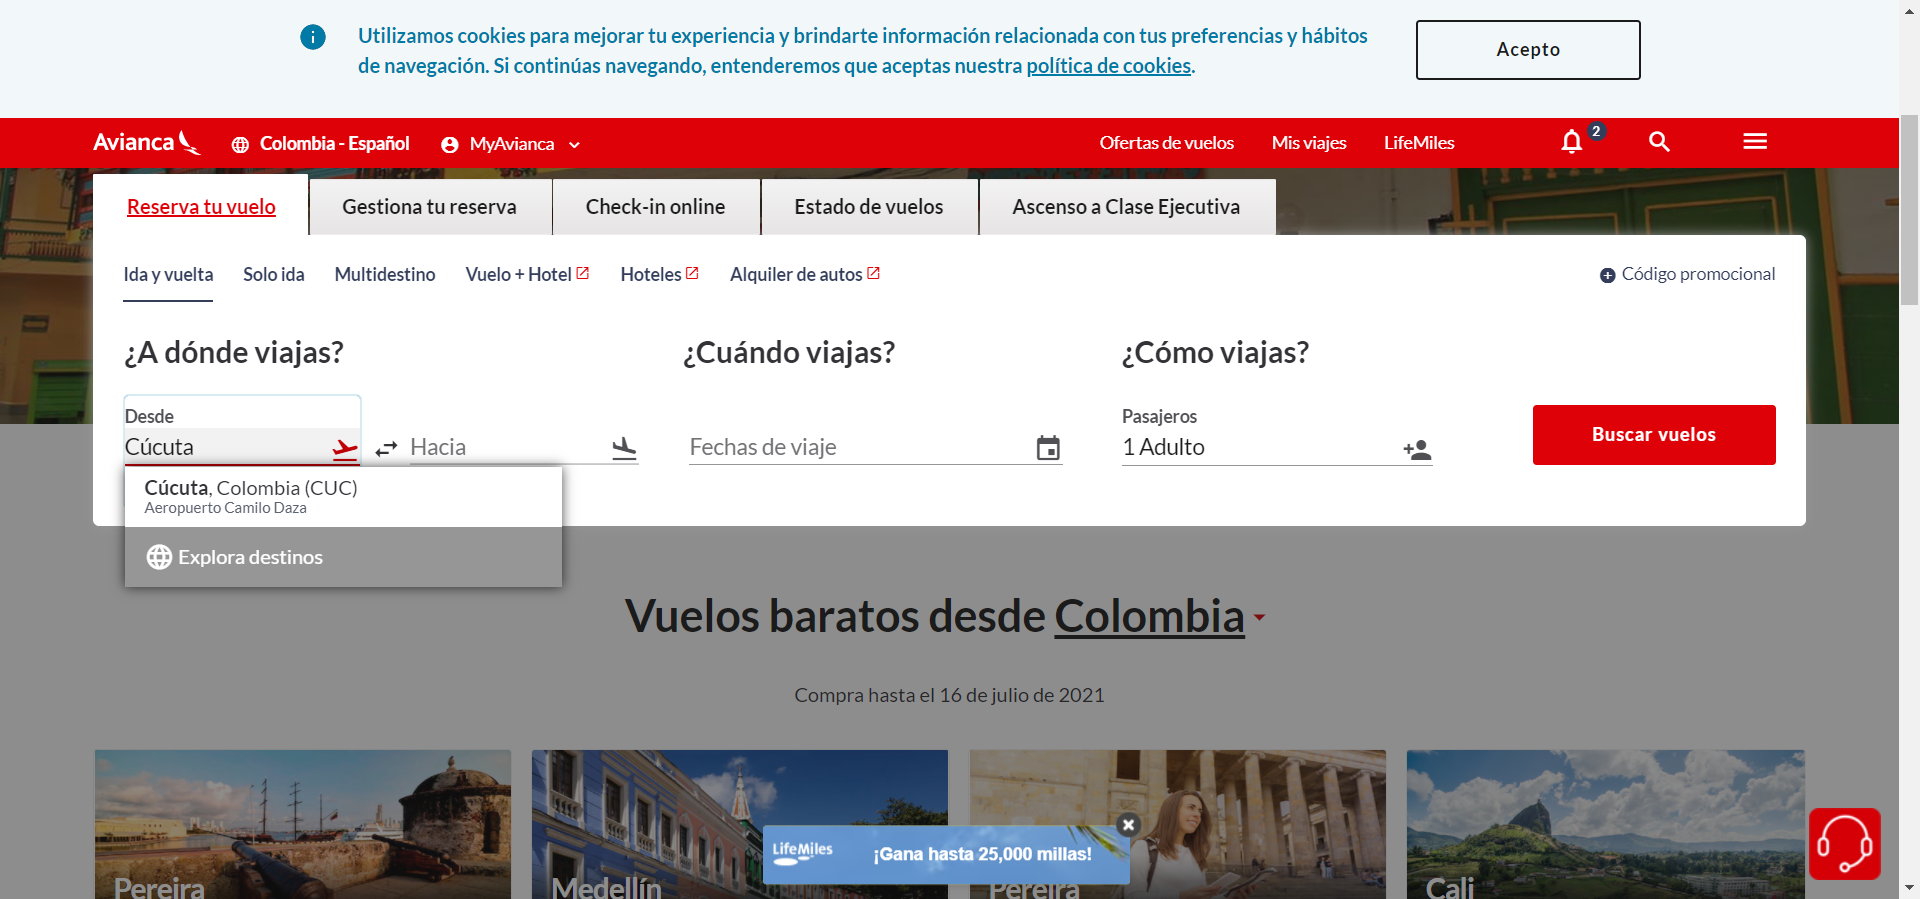 Utilizamos cookies para mejorar tu experiencia y brindarte información relacionada con tus preferencias y hábitos
de navegación. Si continúas navegando, entenderemos que aceptas nuestra política de cookies.
Acepto
Avianca
Colombia - Español
MyAvianca
Ofertas de vuelos
Mis viajes
LifeMiles
2
Reserva tu vuelo
Gestiona tu reserva
Check-in online
Estado de vuelos
Ascenso a Clase Ejecutiva
Ida y vuelta
Solo ida
Multidestino
Vuelo + Hotel
Hoteles
Alquiler de autos
Código promocional
¿A dónde viajas?
¿Cuándo viajas?
¿Cómo viajas?
Desde
Cúcuta
Hacia
Fechas de viaje
Pasajeros
1 Adulto
Buscar vuelos
Cúcuta, Colombia (CUC)
Aeropuerto Camilo Daza
Explora destinos
Vuelos baratos desde Colombia
Compra hasta el 16 de julio de 2021
LifeMiles
¡Gana hasta 25,000 millas!
Pereira
Medellín
Pereira
Cali